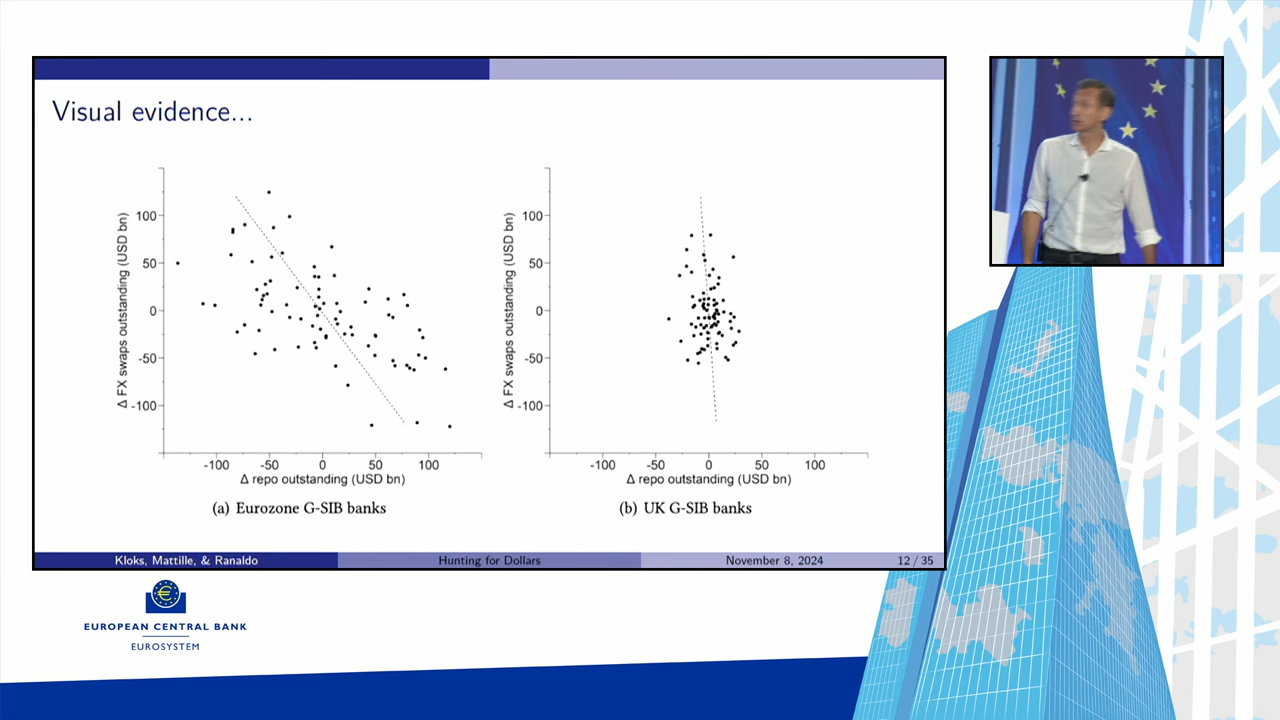 Visual evidence...
Δ FX swaps outstanding (USD bn)
100
50
0
-50
-100
-100 -50 0 50 100
Δ repo outstanding (USD bn)
(a) Eurozone G-SIB banks
Δ FX swaps outstanding (USD bn)
100
50
0
-50
-100
-100 -50 0 50 100
Δ repo outstanding (USD bn)
(b) UK G-SIB banks
Kloks, Mattille, & Ranaldo Hunting for Dollars November 8, 2024 12 / 35
EUROPEAN CENTRAL BANK
EUROSYSTEM